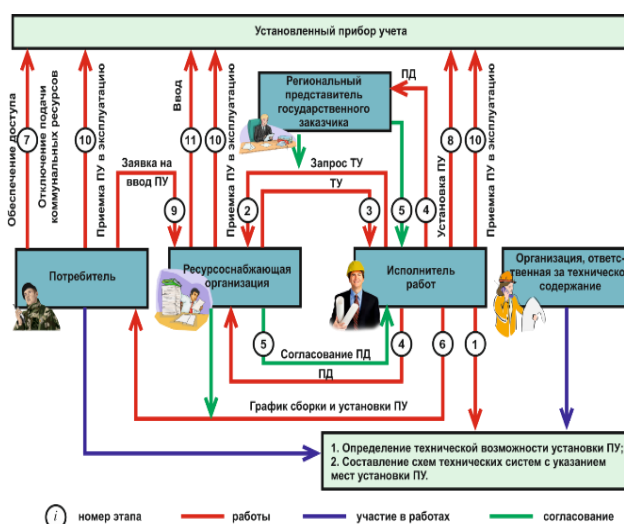 Установленный прибор учета
Обеспечение доступа
7
Отключение подачи
коммунальных ресурсов
10
Приемка ПУ в эксплуатацию
Ввод
11
10
Приемка ПУ в эксплуатацию
Региональный
представитель
государственного
заказчика
ПД
8
Установка ПУ
10
Приемка ПУ в эксплуатацию
Заявка на
ввод ПУ
9
Запрос ТУ
2
ТУ
3
5
4
Потребитель
Ресурсоснабжающая
организация
Исполнитель
работ
Организация, ответс-
твенная за техническо
содержание
5
Согласование ПД
4
ПД
6
1
График сборки и установки ПУ
1. Определение технической возможности установки ПУ;
2. Составление схем технических систем с указанием
мест установки ПУ.
i номер этапа работы участие в работах согласование